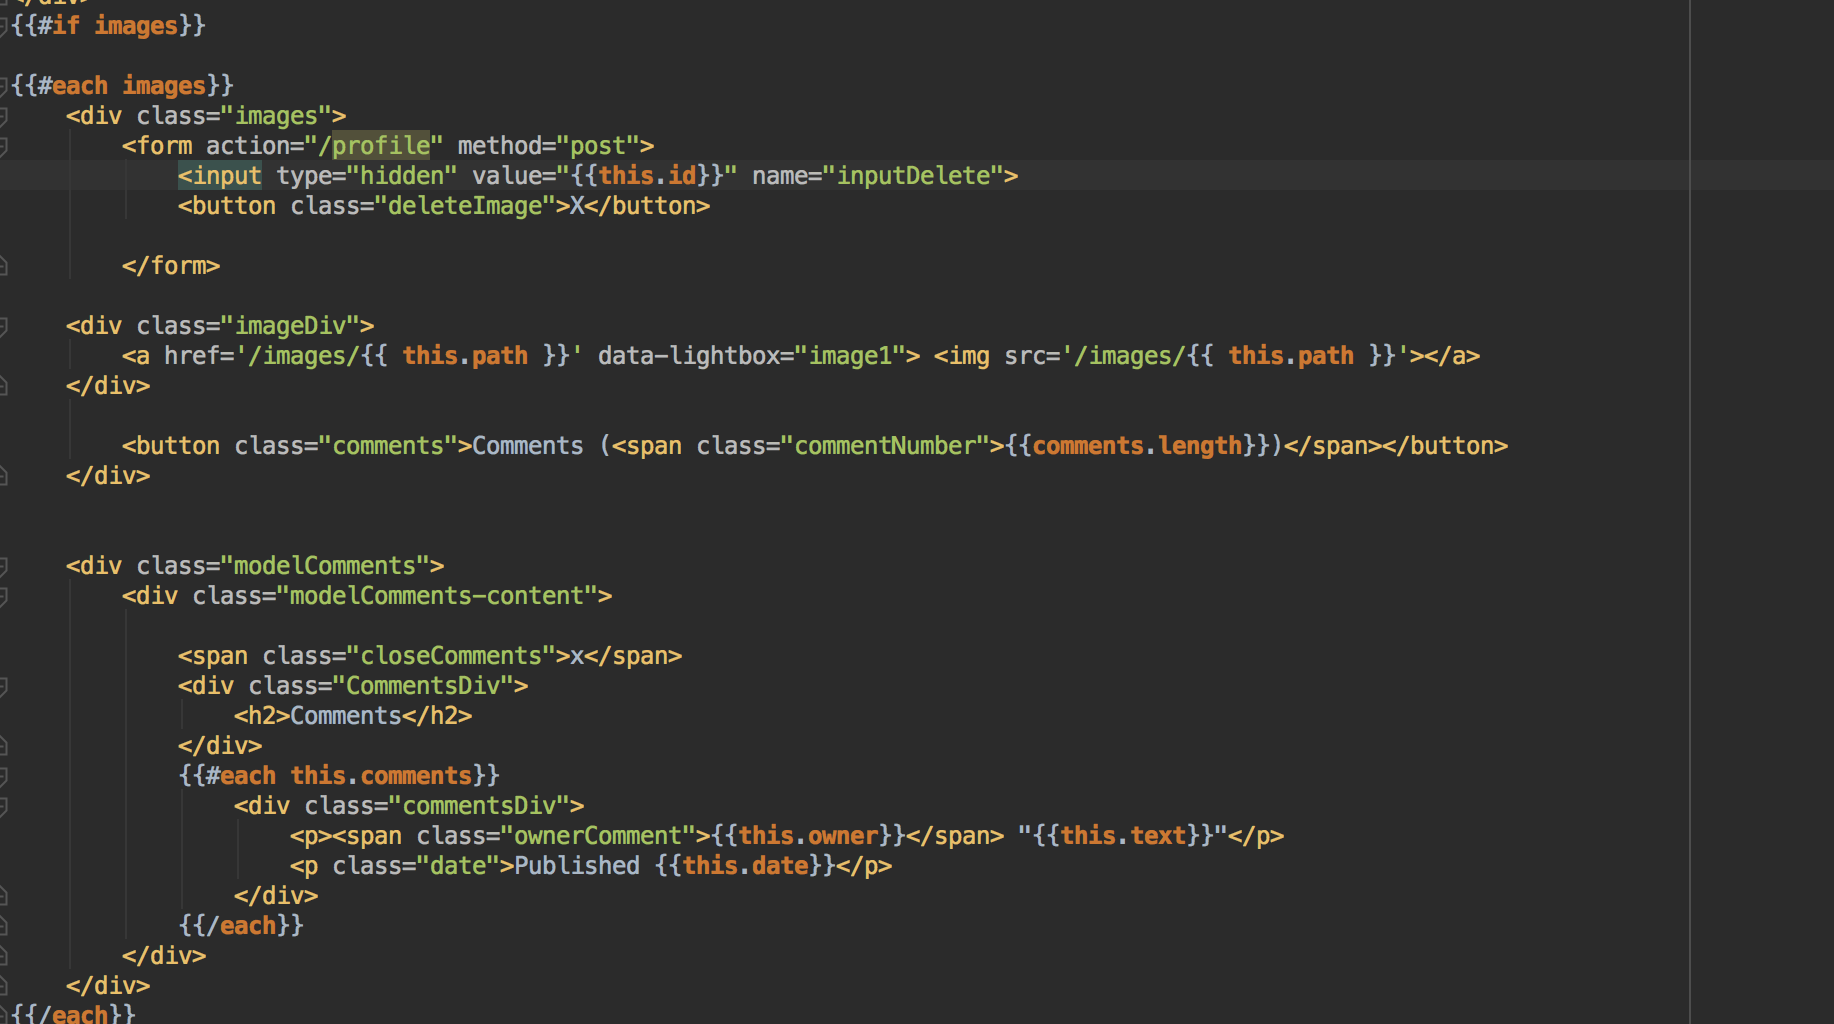 </div>
{{#if images}}
{{#each images}}
<div class="images">
<form action="/profile" method="post">
<input type="hidden" value="{{this.id}}" name="inputDelete">
<button class="deleteImage">X</button>
</form>
<div class="imageDiv">
<a href='/images/{{ this.path }}' data-lightbox="image1"> <img src='/images/{{ this.path }}'></a>
</div>
<button class="comments">Comments (<span class="commentNumber">{{comments.length}})</span></button>
</div>
<div class="modelComments">
<div class="modelComments-content">
<span class="closeComments">x</span>
<div class="CommentsDiv">
<h2>Comments</h2>
</div>
{{#each this.comments}}
<div class="commentsDiv">
<p><span class="ownerComment">{{this.owner}}</span> "{{this.text}}"</p>
<p class="date">Published {{this.date}}</p>
</div>
{{/each}}
</div>
</div>
{{/each}}